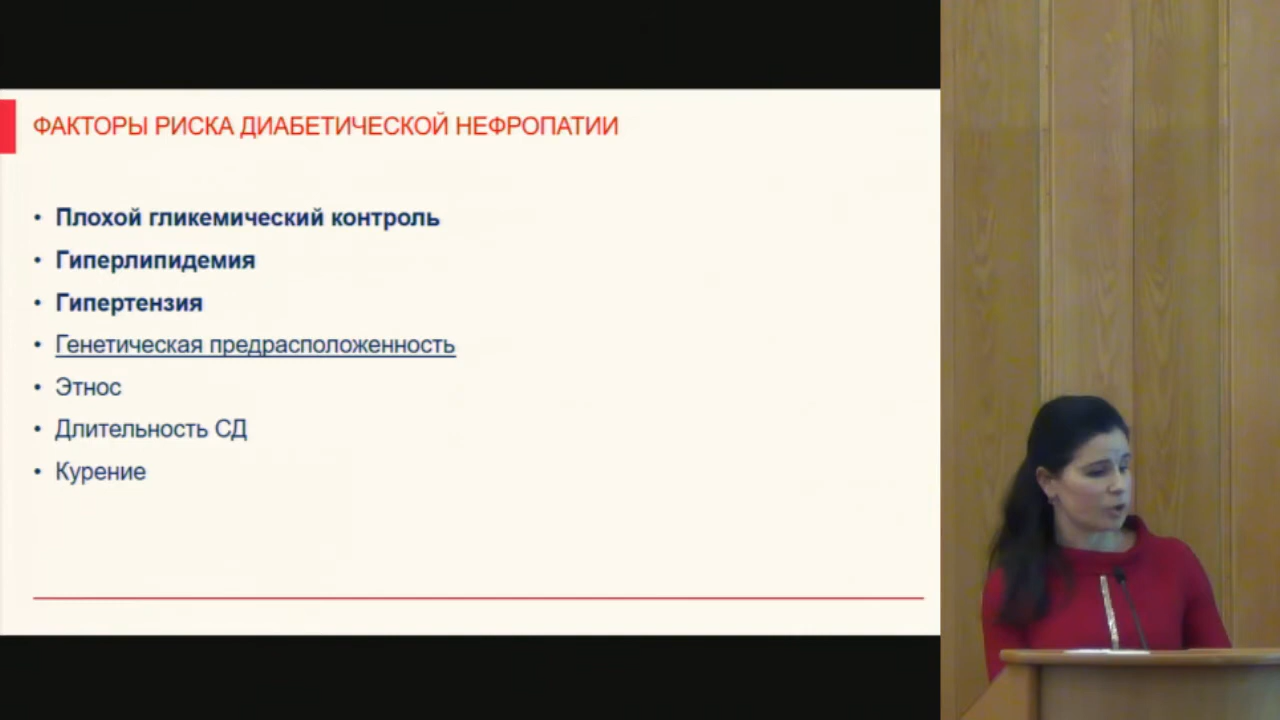 ФАКТОРЫ РИСКА ДИАБЕТИЧЕСКОЙ НЕФРОПАТИИ
• Плохой гликемический контроль
• Гиперлипидемия
• Гипертензия
• Генетическая предрасположенность
• Этнос
• Длительность СД
• Курение